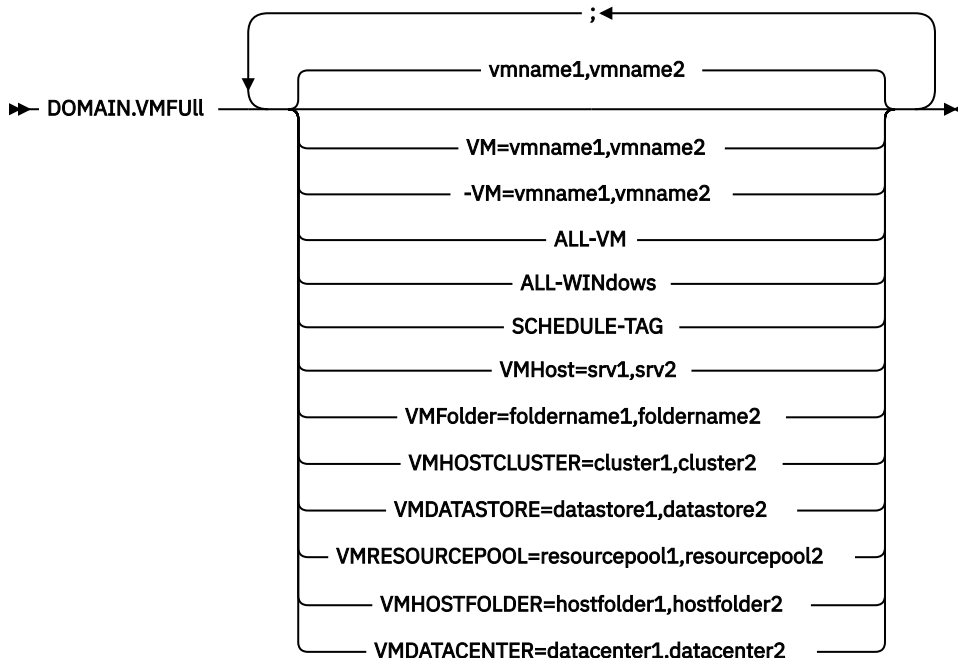 ;
vmname1,vmname2
DOMAIN.VMFUll
VM=vmname1,vmname2
-VM=vmname1,vmname2
ALL-VM
ALL-WINdows
SCHEDULE-TAG
VMHost=srv1,srv2
VMFolder=foldername1,foldername2
VMHOSTCLUSTER=cluster1,cluster2
VMDATASTORE=datastore1,datastore2
VMRESOURCEPOOL=resourcepool1,resourcepool2
VMHOSTFOLDER=hostfolder1,hostfolder2
VMDATACENTER=datacenter1,datacenter2